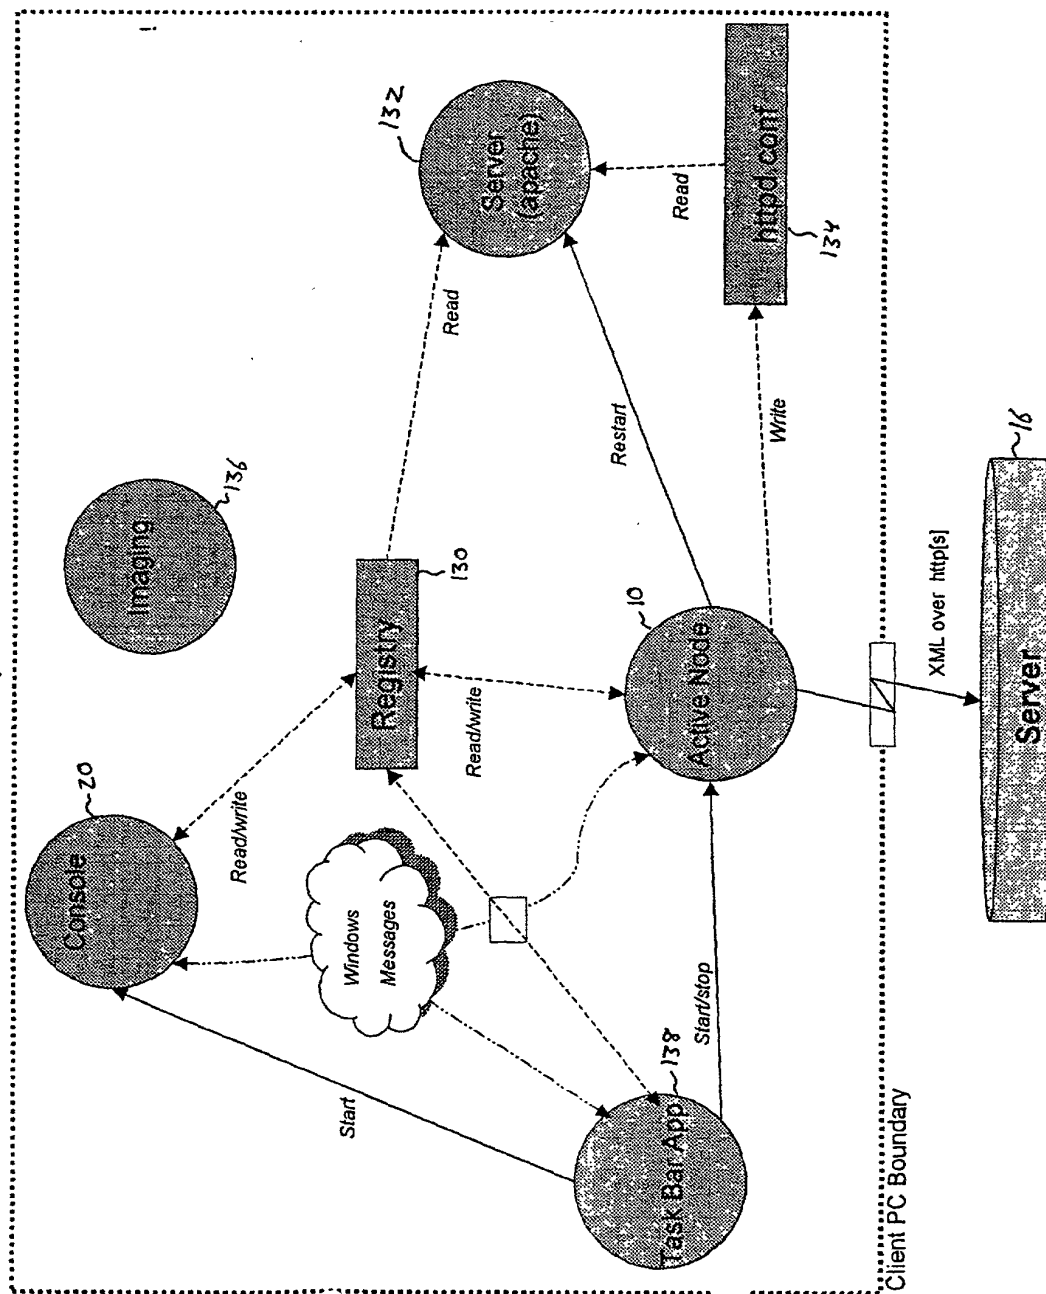 Console
20
Imaging
136
Server
(apache)
132
Read/write
Registry
130
Read
Windows
Messages
Read/write
Start
Restart
Read
httpd.conf
134
Write
Active Node
10
Task Bar App
138
Start/stop
Client PC Boundary
XML over http[s]
Server
16